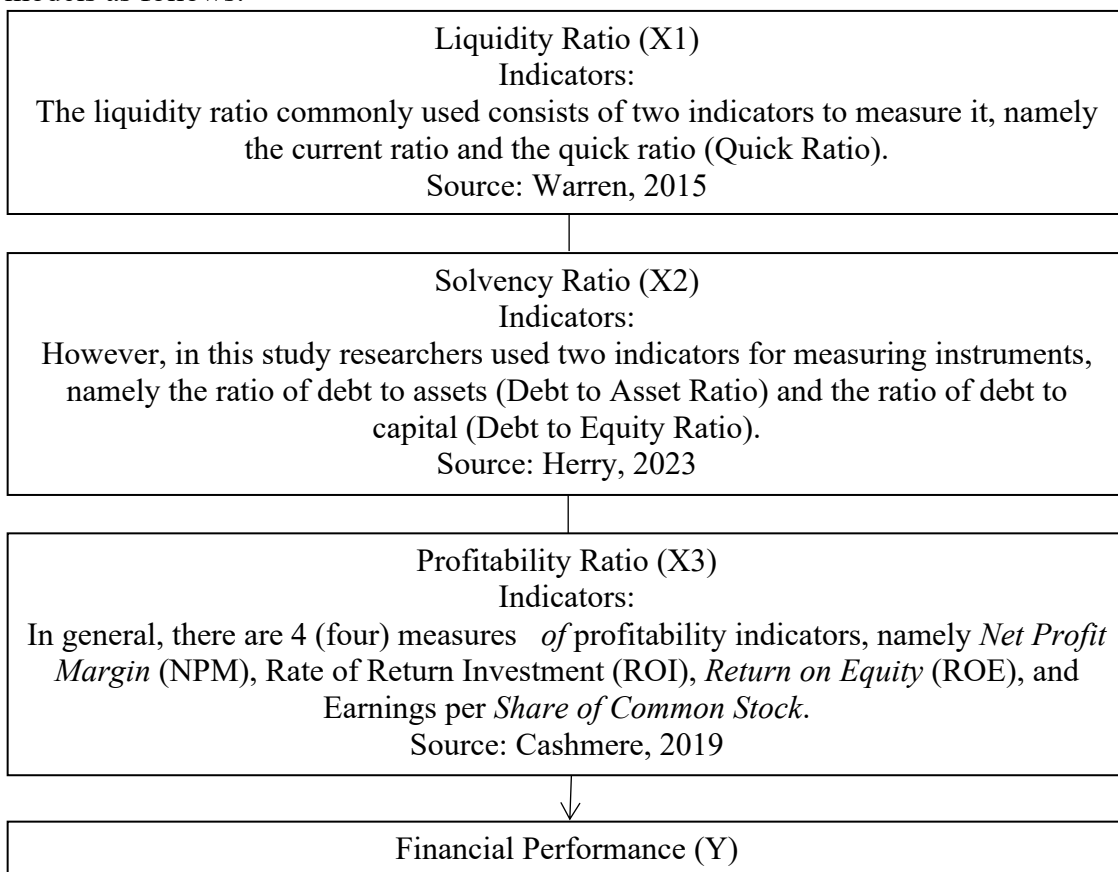 models as follows:
Liquidity Ratio (X1)
Indicators:
The liquidity ratio commonly used consists of two indicators to measure it, namely
the current ratio and the quick ratio (Quick Ratio).
Source: Warren, 2015
Solvency Ratio (X2)
Indicators:
However, in this study researchers used two indicators for measuring instruments,
namely the ratio of debt to assets (Debt to Asset Ratio) and the ratio of debt to
capital (Debt to Equity Ratio).
Source: Herry, 2023
Profitability Ratio (X3)
Indicators:
In general, there are 4 (four) measures of profitability indicators, namely Net Profit
Margin (NPM), Rate of Return Investment (ROI), Return on Equity (ROE), and
Earnings per Share of Common Stock.
Source: Cashmere, 2019
Financial Performance (Y)